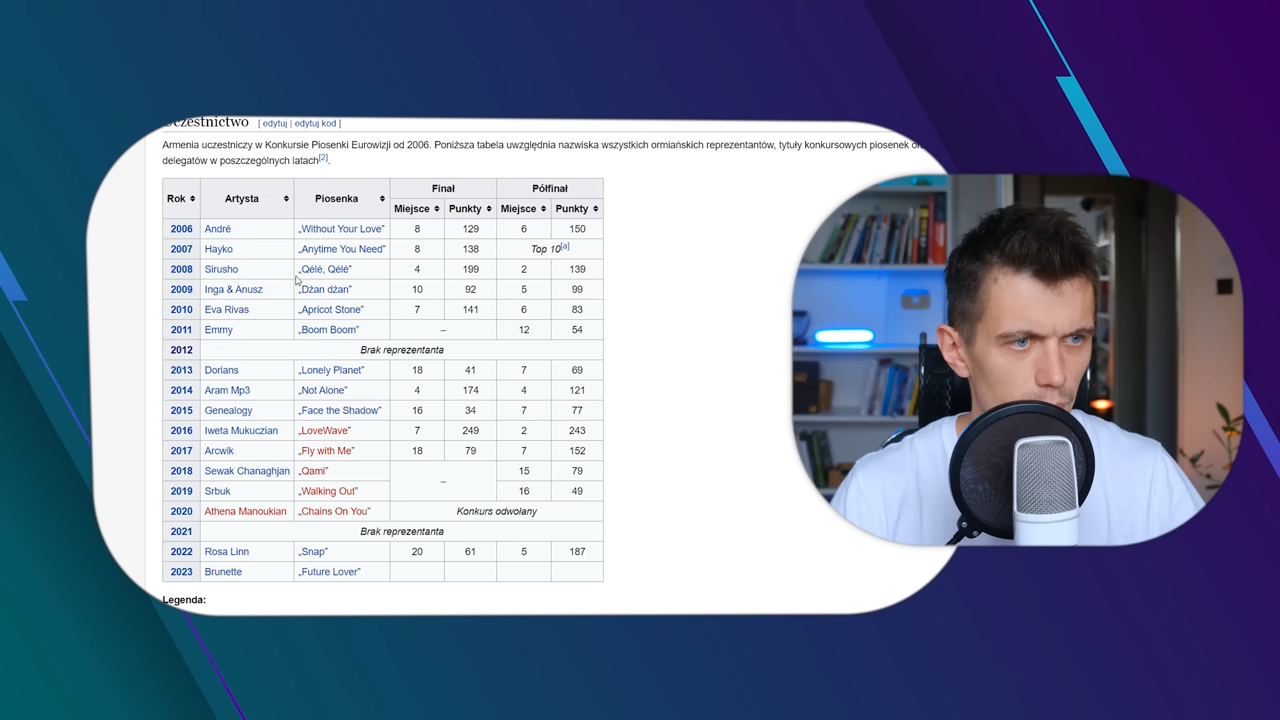 Uczestnictwo [ edytuj | edytuj kod ]
Armenia uczestniczy w Konkursie Piosenki Eurowizji od 2006. Poniższa tabela uwzględnia nazwiska wszystkich ormiańskich reprezentantów, tytuły konkursowych piosenek
delegatów w poszczególnych latach[2].
Rok Artysta Piosenka Finał Półfinał
Miejsce Punkty Miejsce Punkty
2006 André „Without Your Love” 8 129 6 150
2007 Hayko „Anytime You Need” 8 138 Top 10[a]
2008 Sirusho „Qélé, Qélé” 4 199 2 139
2009 Inga & Anusz „Dżan dżan” 10 92 5 99
2010 Eva Rivas „Apricot Stone” 7 141 6 83
2011 Emmy „Boom Boom” – 12 54
2012 Brak reprezentanta
2013 Dorians „Lonely Planet” 18 41 7 69
2014 Aram Mp3 „Not Alone” 4 174 4 121
2015 Genealogy „Face the Shadow” 16 34 7 77
2016 Iweta Mukuczian „LoveWave” 7 249 2 243
2017 Arcwik „Fly with Me” 18 79 7 152
2018 Sewak Chanaghjan „Qami” – 15 79
2019 Srbuk „Walking Out” 16 49
2020 Athena Manoukian „Chains On You” Konkurs odwołany
2021 Brak reprezentanta
2022 Rosa Linn „Snap” 20 61 5 187
2023 Brunette „Future Lover”
Legenda: